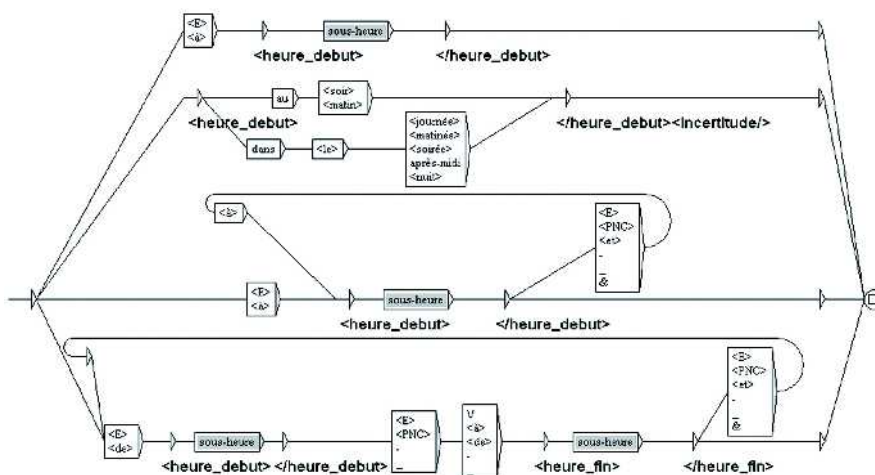 <E>
<à>
sous-heure
<heure_debut>
</heure_debut>
au
<soir>
<matin>
<heure_debut>
dans
<le>
<journée>
<matinée>
<soirée>
après-midi
<nuit>
</heure_debut><incertitude/>
<à>
<E>
<PNC>
<et>
-
_
&
<E>
<à>
sous-heure
<heure_debut>
</heure_debut>
<E>
<PNC>
<et>
-
_
&
<E>
<de>
sous-heure
<heure_debut>
</heure_debut>
<E>
<PNC>
-
_
<à>
<de>
-
_
sous-heure
<heure_fin>
</heure_fin>